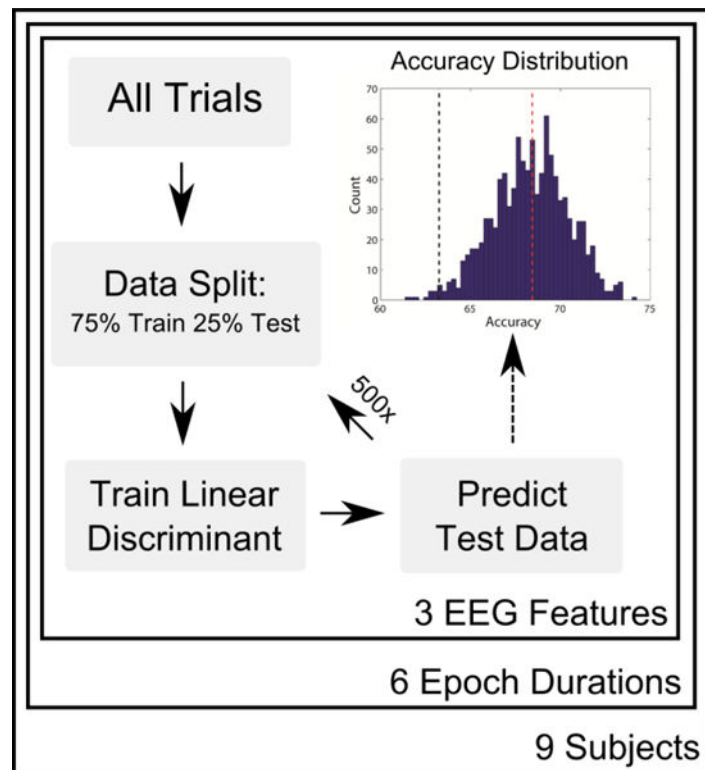 All Trials
Accuracy Distribution
70
60
50
40
30
20
10
0
Count
60
65
70
75
Accuracy
Data Split:
75% Train 25% Test
500x
Train Linear
Discriminant
Predict
Test Data
3 EEG Features
6 Epoch Durations
9 Subjects